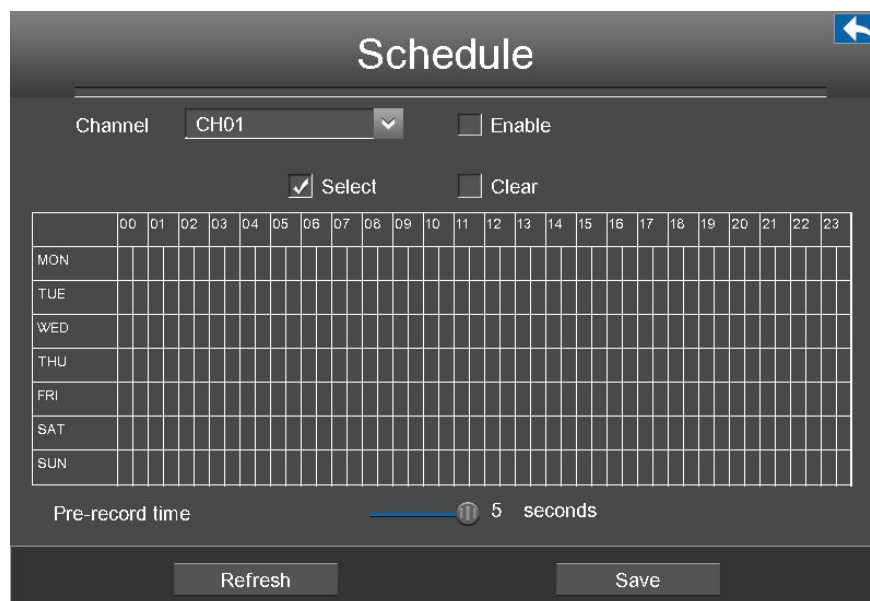 Schedule
Channel CH01 Enable
Select Clear
00 01 02 03 04 05 06 07 08 09 10 11 12 13 14 15 16 17 18 19 20 21 22 23
MON
TUE
WED
THU
FRI
SAT
SUN
Pre-record time 5 seconds
Refresh Save